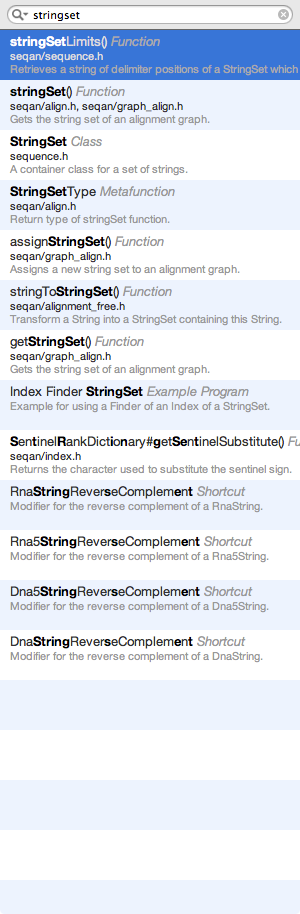 stringset
stringSetLimits() Function
seqan/sequence.h
Retrieves a string of delimiter positions of a StringSet which
stringSet() Function
seqan/align.h, seqan/graph_align.h
Gets the string set of an alignment graph.
StringSet Class
sequence.h
A container class for a set of strings.
StringSetType Metafunction
seqan/align.h
Return type of stringSet function.
assignStringSet() Function
seqan/graph_align.h
Assigns a new string set to an alignment graph.
stringToStringSet() Function
seqan/alignment_free.h
Transform a String into a StringSet containing this String.
getStringSet() Function
seqan/graph_align.h
Gets the string set of an alignment graph.
Index Finder StringSet Example Program
Example for using a Finder of an Index of a StringSet.
SentinelRankDictionary#getSentinelSubstitute() Fu
seqan/index.h
Returns the character used to substitute the sentinel sign.
RnaStringReverseComplement Shortcut
Modifier for the reverse complement of a RnaString.
Rna5StringReverseComplement Shortcut
Modifier for the reverse complement of a Rna5String.
Dna5StringReverseComplement Shortcut
Modifier for the reverse complement of a Dna5String.
DnaStringReverseComplement Shortcut
Modifier for the reverse complement of a DnaString.